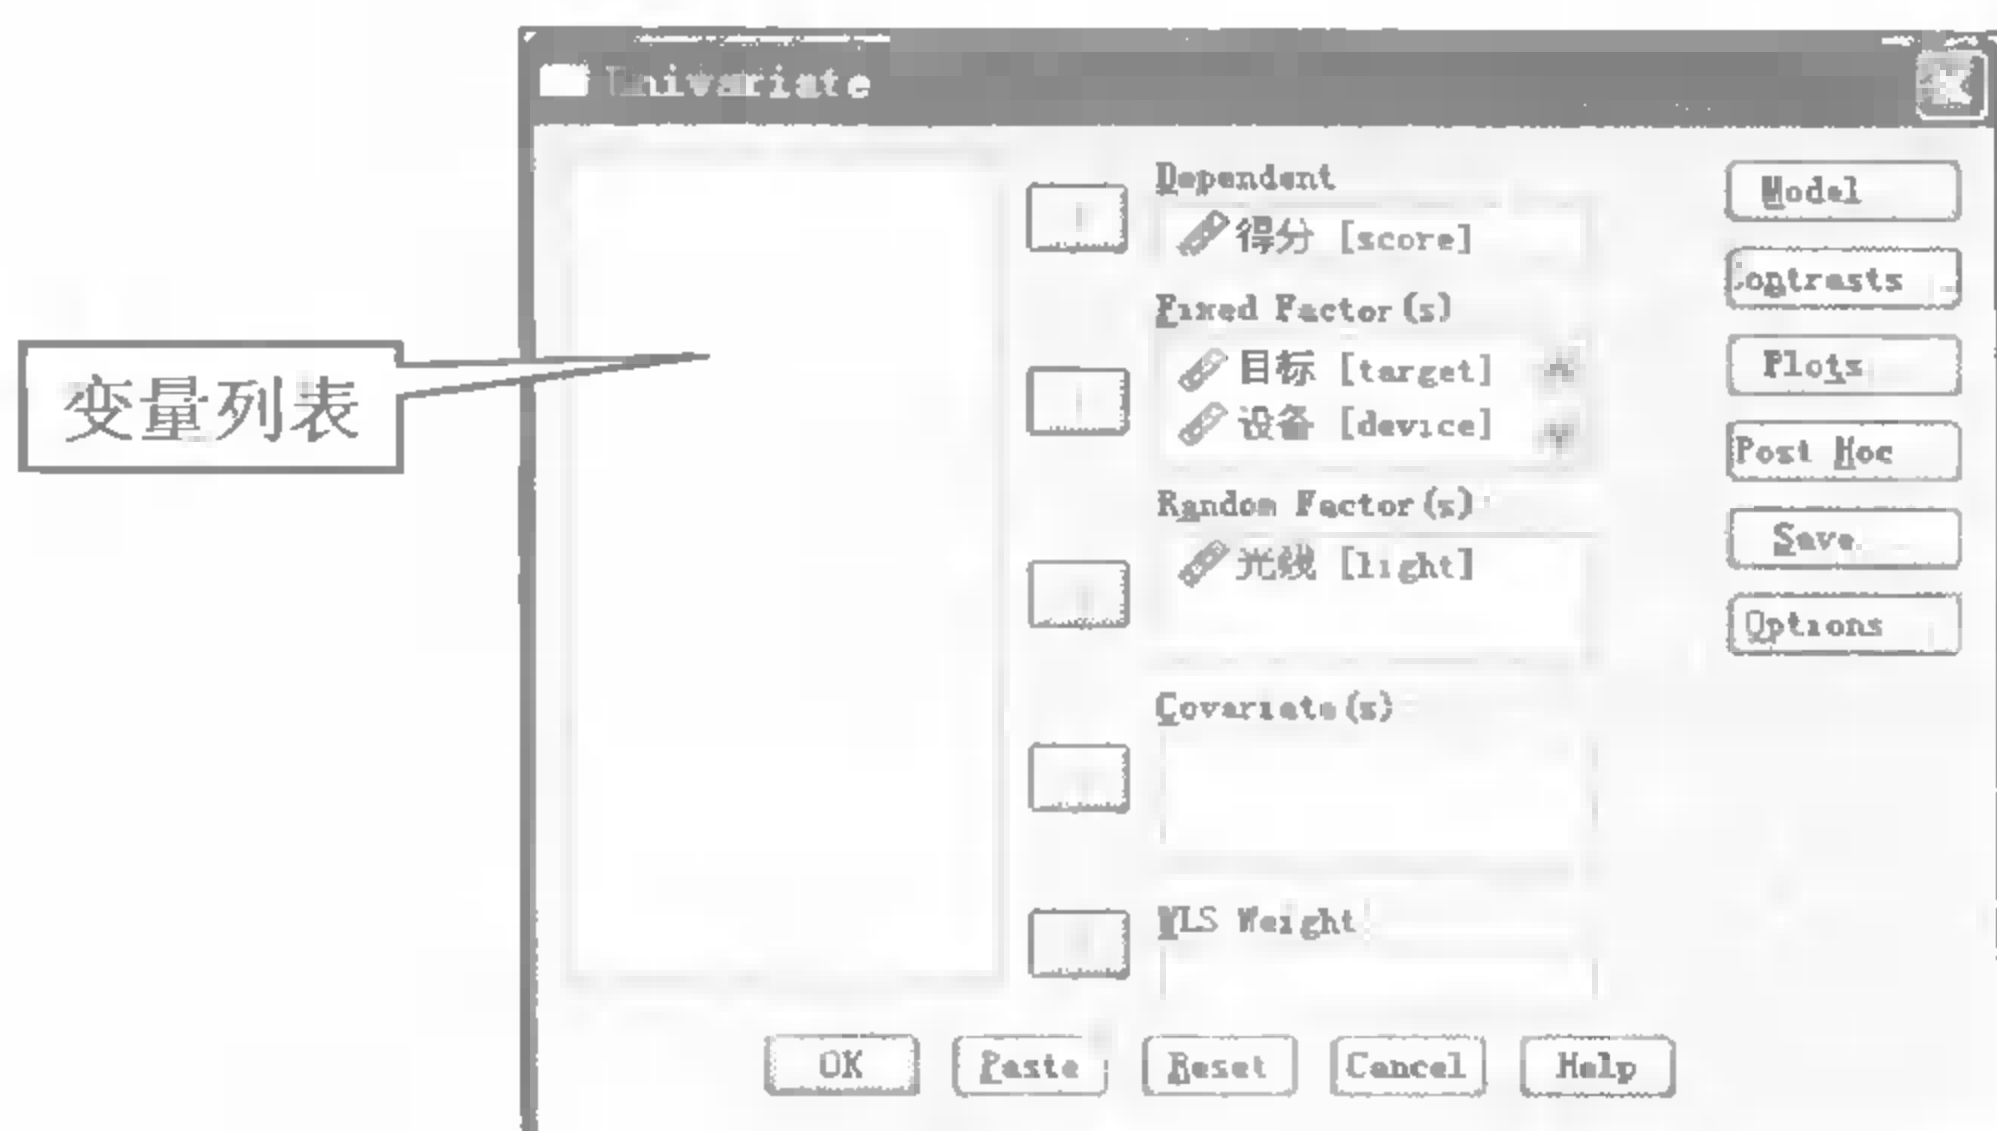 Univariate
变量列表
Dependent
得分 [score]
Fixed Factor(s)
目标 [target]
设备 [device]
Random Factor(s)
光线 [light]
Covariate(s)
WLS Weight
Model
Contrasts
Plots
Post Hoc
Save
Options
OK
Paste
Reset
Cancel
Help